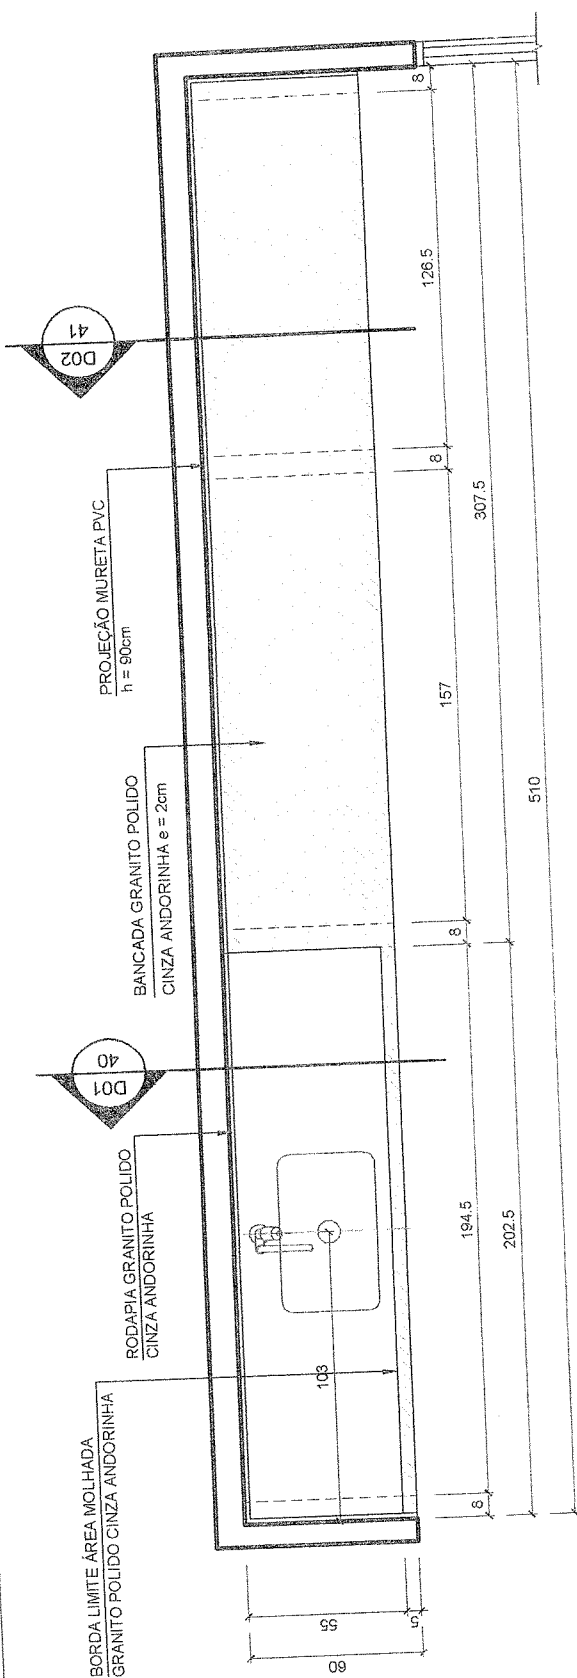 BORDA LIMITE ÁREA MOLHADA
GRANITO POLIDO CINZA ANDORINHA
RODAPIA GRANITO POLIDO
CINZA ANDORINHA
D01
40
BANCADA GRANITO POLIDO
CINZA ANDORINHA e = 2cm
PROJEÇÃO MURETA PVC
h = 90cm
D02
41
103
8
194.5
8
157
8
126.5
8
202.5
307.5
510
55
5
60